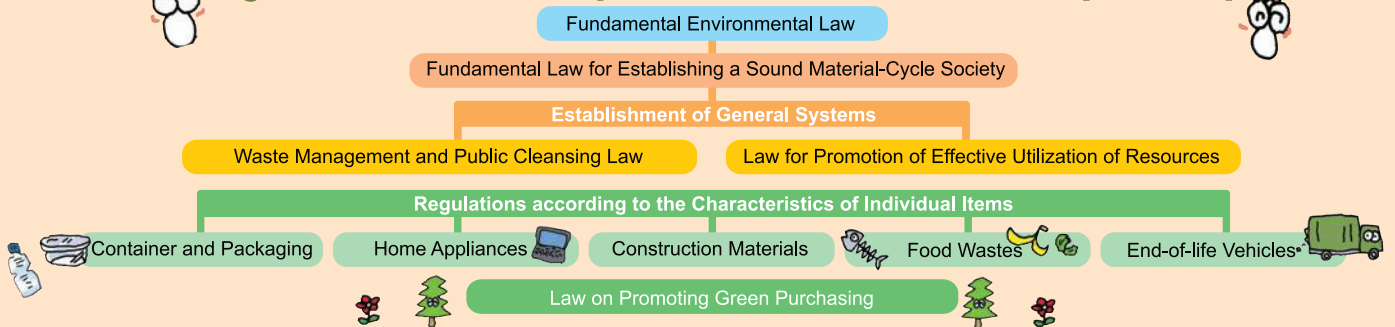 Fundamental Environmental Law
Fundamental Law for Establishing a Sound Material-Cycle Society
Establishment of General Systems
Waste Management and Public Cleansing Law
Law for Promotion of Effective Utilization of Resources
Regulations according to the Characteristics of Individual Items
Container and Packaging
Home Appliances
Construction Materials
Food Wastes
End-of-life Vehicles
Law on Promoting Green Purchasing